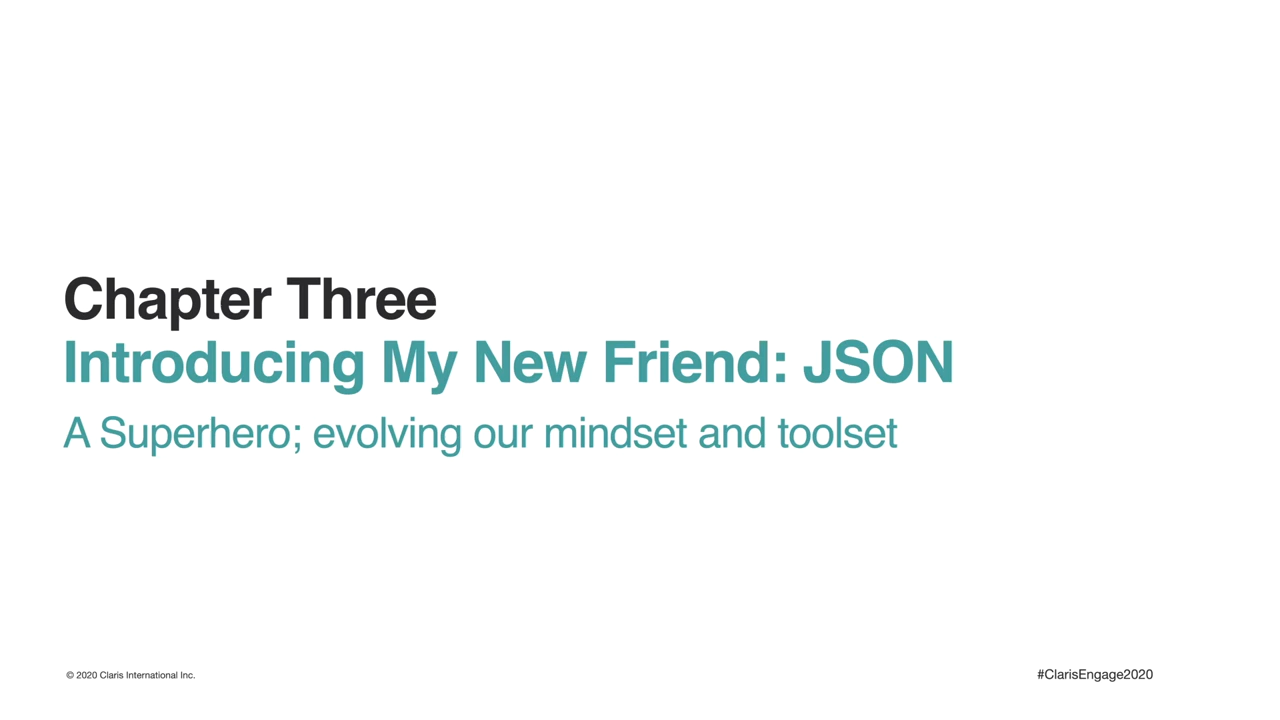 Chapter Three
Introducing My New Friend: JSON
A Superhero; evolving our mindset and toolset
© 2020 Claris International Inc.
#ClarisEngage2020